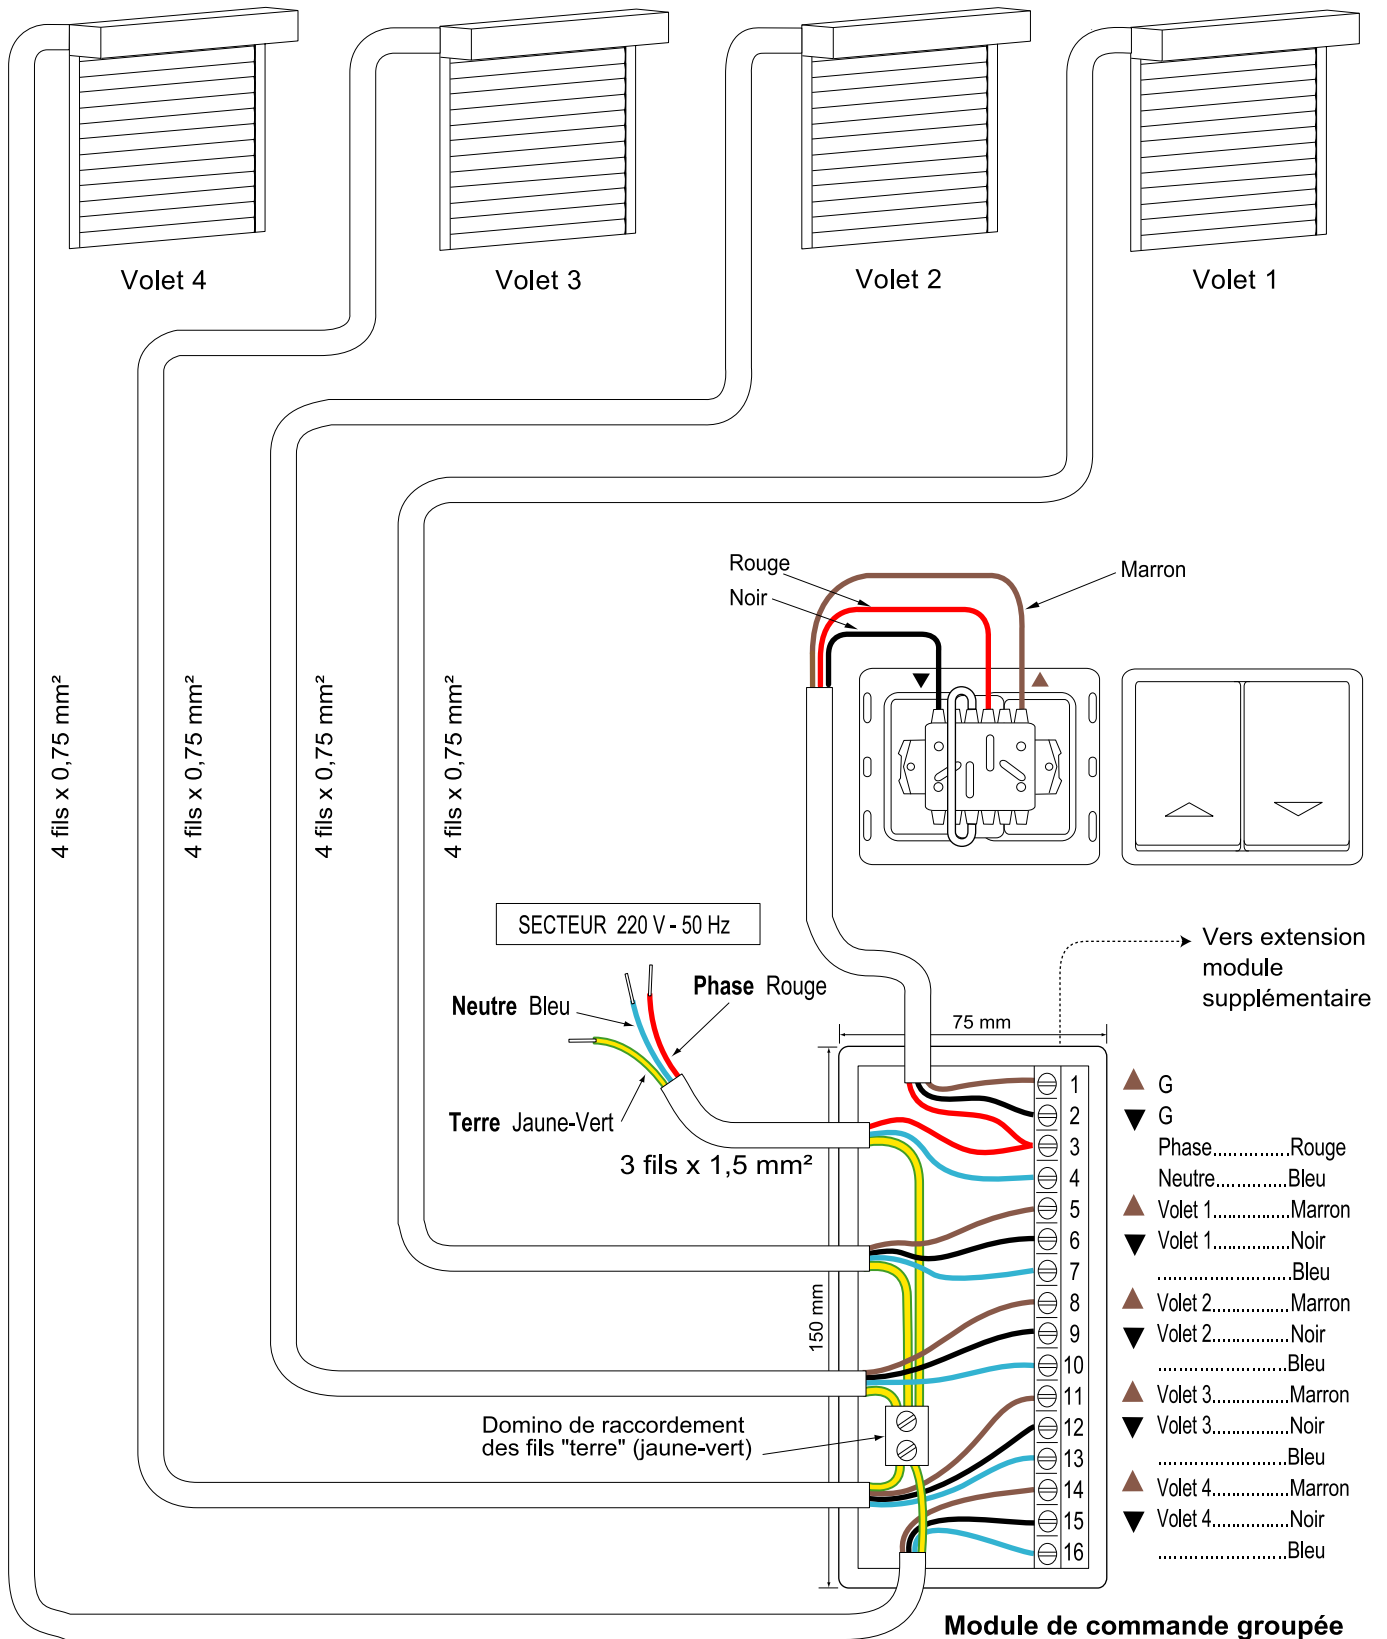 Volet 4
Volet 3
Volet 2
Volet 1
Rouge
Noir
Marron
4 fils x 0,75 mm²
4 fils x 0,75 mm²
4 fils x 0,75 mm²
4 fils x 0,75 mm²
SECTEUR 220 V - 50 Hz
Neutre Bleu
Phase Rouge
Terre Jaune-Vert
3 fils x 1,5 mm²
Vers extension
module
supplémentaire
75 mm
150 mm
1 G
2 G
3 Phase..............Rouge
4 Neutre.............Bleu
5 Volet 1..............Marron
6 Volet 1..............Noir
7 ........................Bleu
8 Volet 2..............Marron
9 Volet 2..............Noir
10 ........................Bleu
11 Volet 3..............Marron
12 Volet 3..............Noir
13 ........................Bleu
14 Volet 4..............Marron
15 Volet 4..............Noir
16 ........................Bleu
Domino de raccordement
des fils "terre" (jaune-vert)
Module de commande groupée